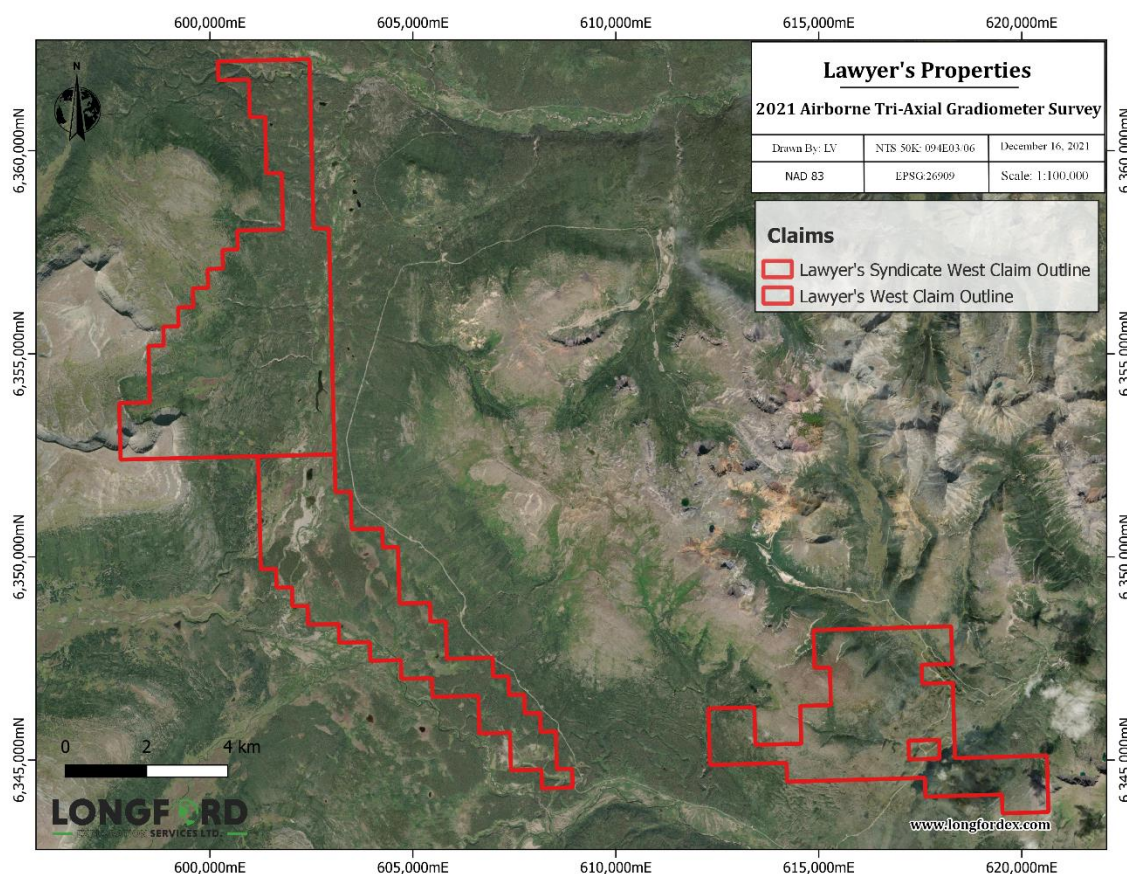 600,000mE 605,000mE 610,000mE 615,000mE 620,000mE
Lawyer's Properties
2021 Airborne Tri-Axial Gradiometer Survey
Drawn By: LV NTS 50K: 094E03/06 December 16, 2021
NAD 83 EPSG:26909 Scale: 1:100,000
N
6,360,000mN 6,360,000mN
Claims
Lawyer's Syndicate West Claim Outline
Lawyer's West Claim Outline
6,355,000mN 6,355,000mN
6,350,000mN 6,350,000mN
6,345,000mN 6,345,000mN
0 2 4 km
LONGFORD
EXPLORATION SERVICES LTD.
www.longfordex.com
600,000mE 605,000mE 610,000mE 615,000mE 620,000mE